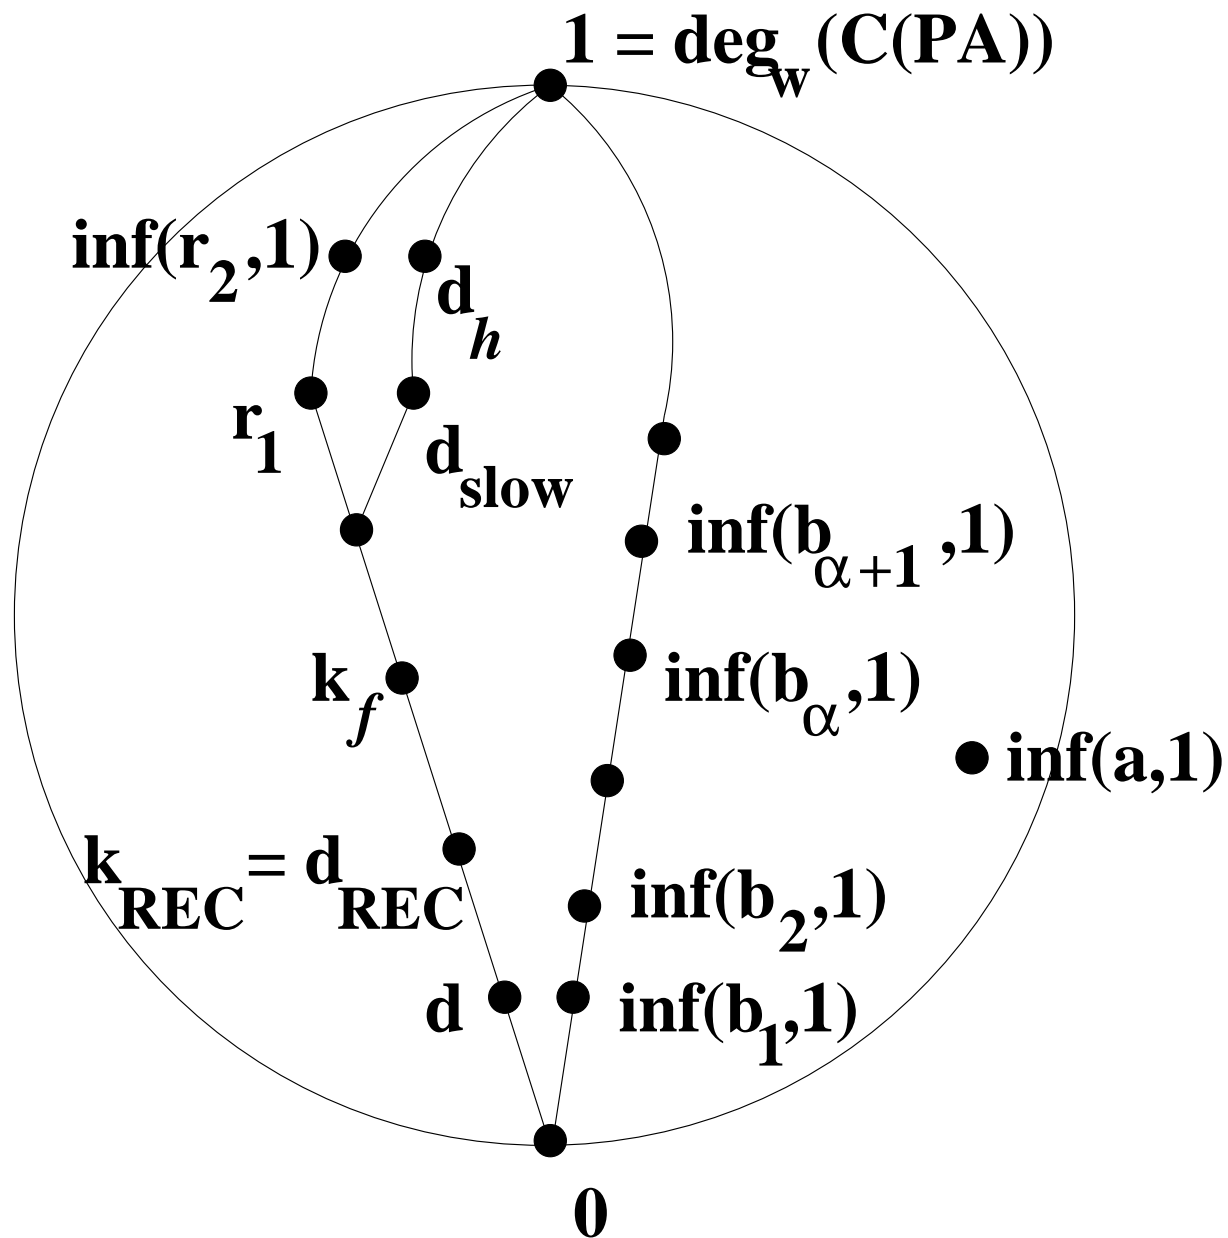 1 = deg_w(C(PA))
inf(r_2,1)
d_h
r_1
d_slow
inf(b_α+1,1)
k_f
inf(b_α,1)
inf(a,1)
k_REC = d_REC
inf(b_2,1)
d
inf(b_1,1)
0